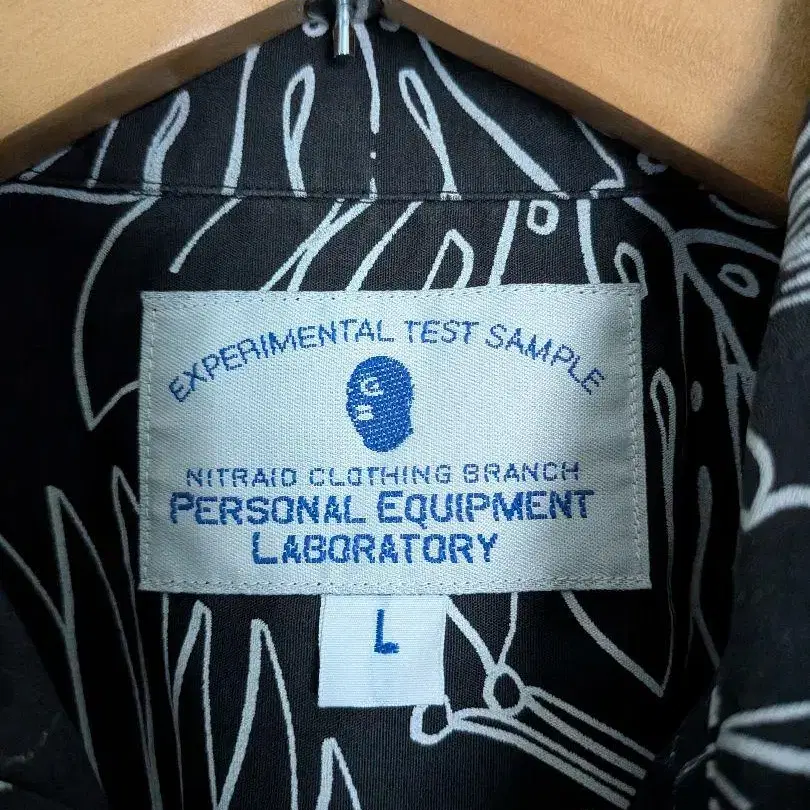 EXPERIMENTAL TEST SAMPLE
NITRAID CLOTHING BRANCH
PERSONAL EQUIPMENT
LABORATORY
L